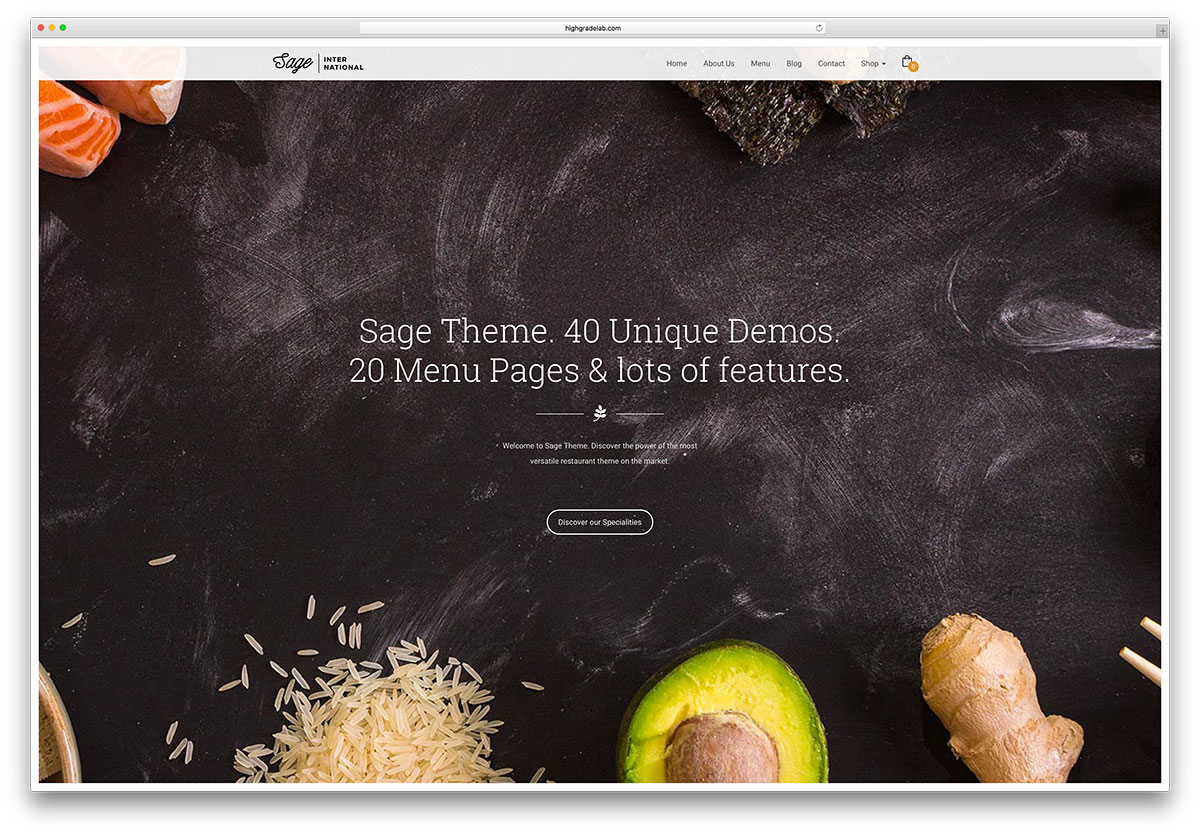 highgradelab.com
Sage
INTER
NATIONAL
Home About Us Menu Blog Contact Shop
0
Sage Theme. 40 Unique Demos.
20 Menu Pages & lots of features.
Welcome to Sage Theme. Discover the power of the most
versatile restaurant theme on the market.
Discover our Specialities